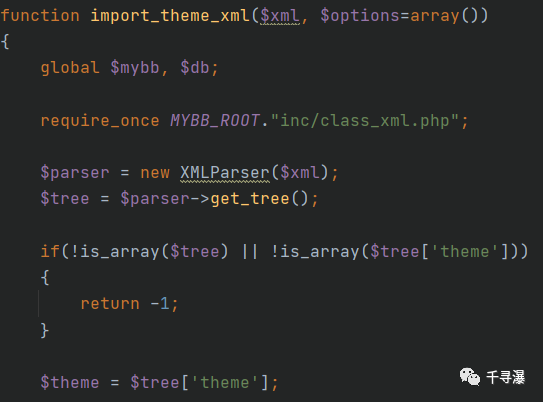 function import_theme_xml($xml, $options=array())
{
    global $mybb, $db;
    require_once MYBB_ROOT."inc/class_xml.php";
    $parser = new XMLParser($xml);
    $tree = $parser->get_tree();
    if(!is_array($tree) || !is_array($tree['theme']))
    {
        return -1;
    }
    $theme = $tree['theme'];
千寻瀑